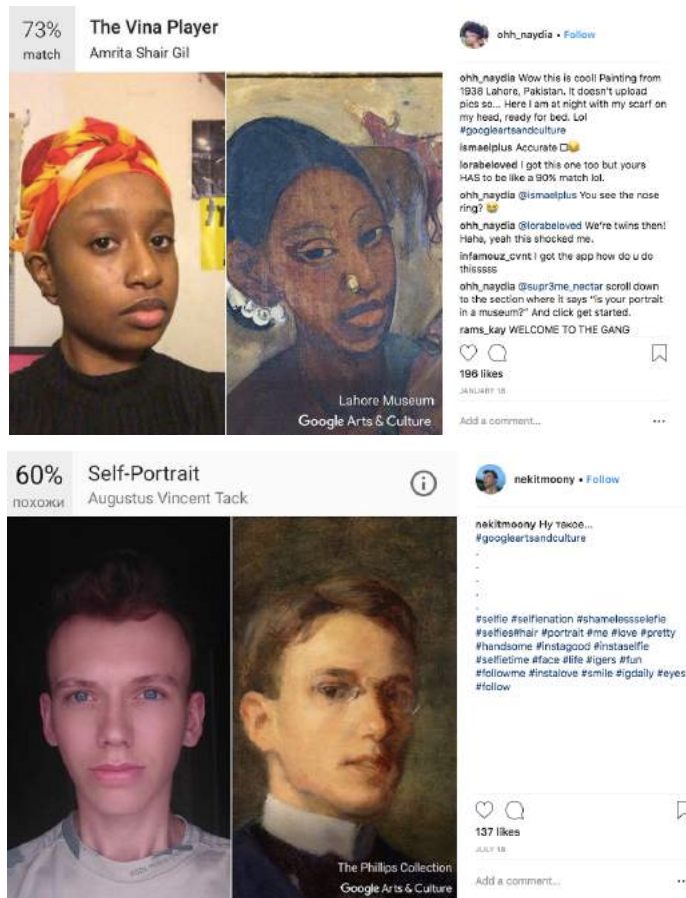 73%
match
The Vina Player
Amrita Shair Gil
Lahore Museum
Google Arts & Culture
ohh_naydia • Follow
ohh_naydia Wow this is cool! Painting from
1938 Lahore, Pakistan. It doesn't upload
pics so... Here I am at night with my scarf on
my head, ready for bed. Lol
#googleartsandculture
ismaelplus Accurate □😂
lorabeloved I got this one too but yours
HAS to be like a 90% match lol.
ohh_naydia @ismaelplus You see the nose
ring? 😂
ohh_naydia @lorabeloved We're twins then!
Haha, yeah this shocked me.
infamouz_cvnt I got the app how do u do
thisssss
ohh_naydia @supr3me_nectar scroll down
to the section where it says "is your portrait
in a museum?" And click get started.
rams_kay WELCOME TO THE GANG
196 likes
JANUARY 18
Add a comment...
60%
похожи
Self-Portrait
Augustus Vincent Tack
The Phillips Collection
Google Arts & Culture
nekitmoony • Follow
nekitmoony Ну такое...
#googleartsandculture
.
.
.
.
.
#selfie #selfienation #shamelessselefie
#selfies#hair #portrait #me #love #pretty
#handsome #instagood #instaselfie
#selfietime #face #life #igers #fun
#followme #instalove #smile #igdaily #eyes
#follow
137 likes
JULY 18
Add a comment...